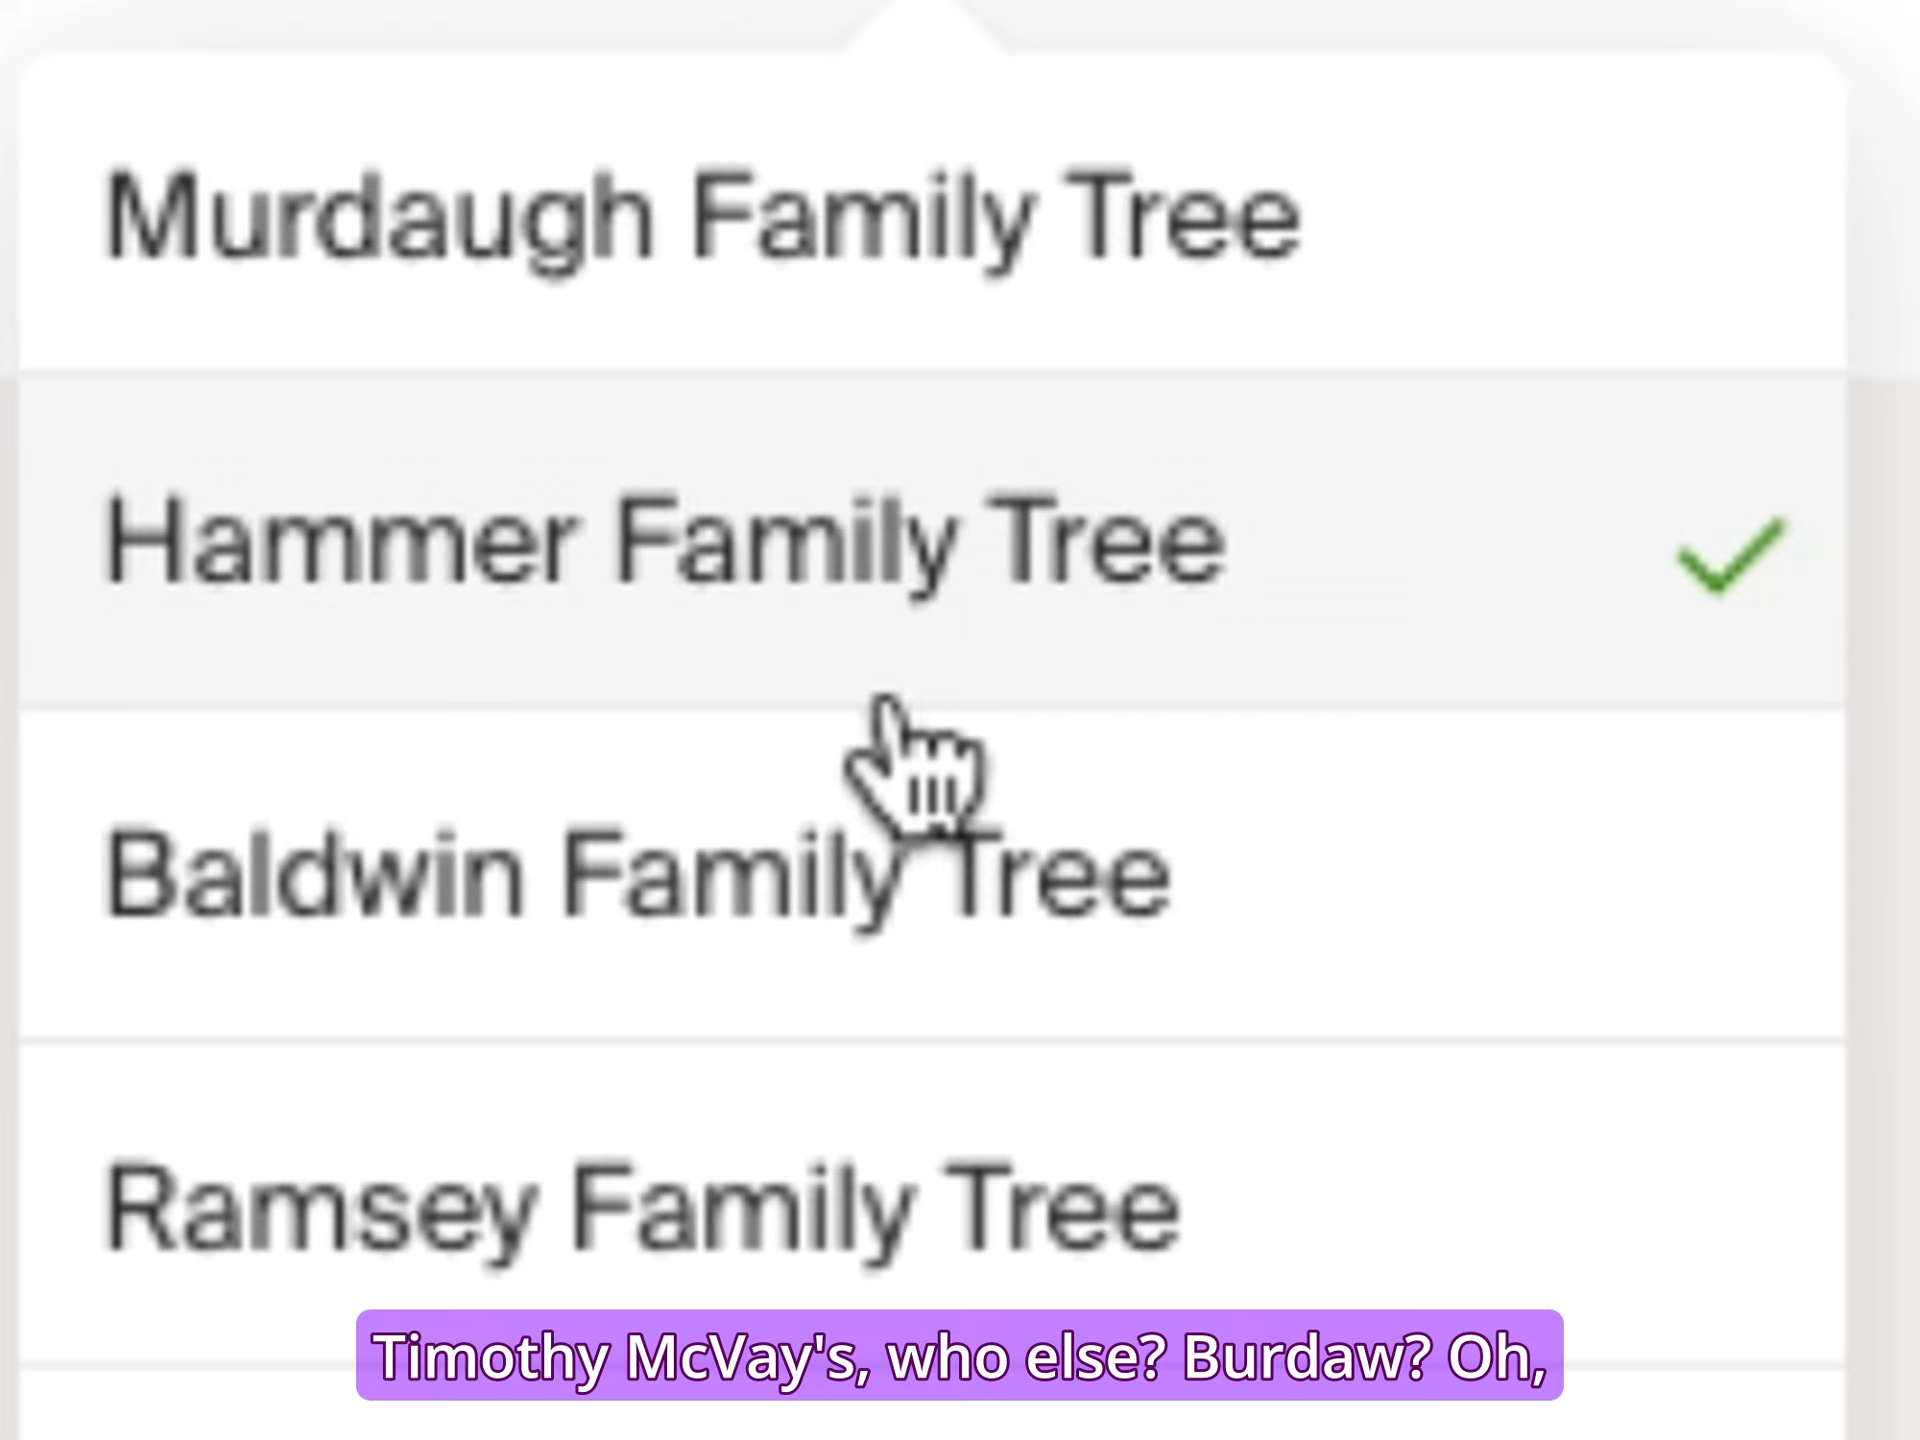 Murdaugh Family Tree
Hammer Family Tree
Baldwin Family Tree
Ramsey Family Tree
Timothy McVay's, who else? Burdaw? Oh,